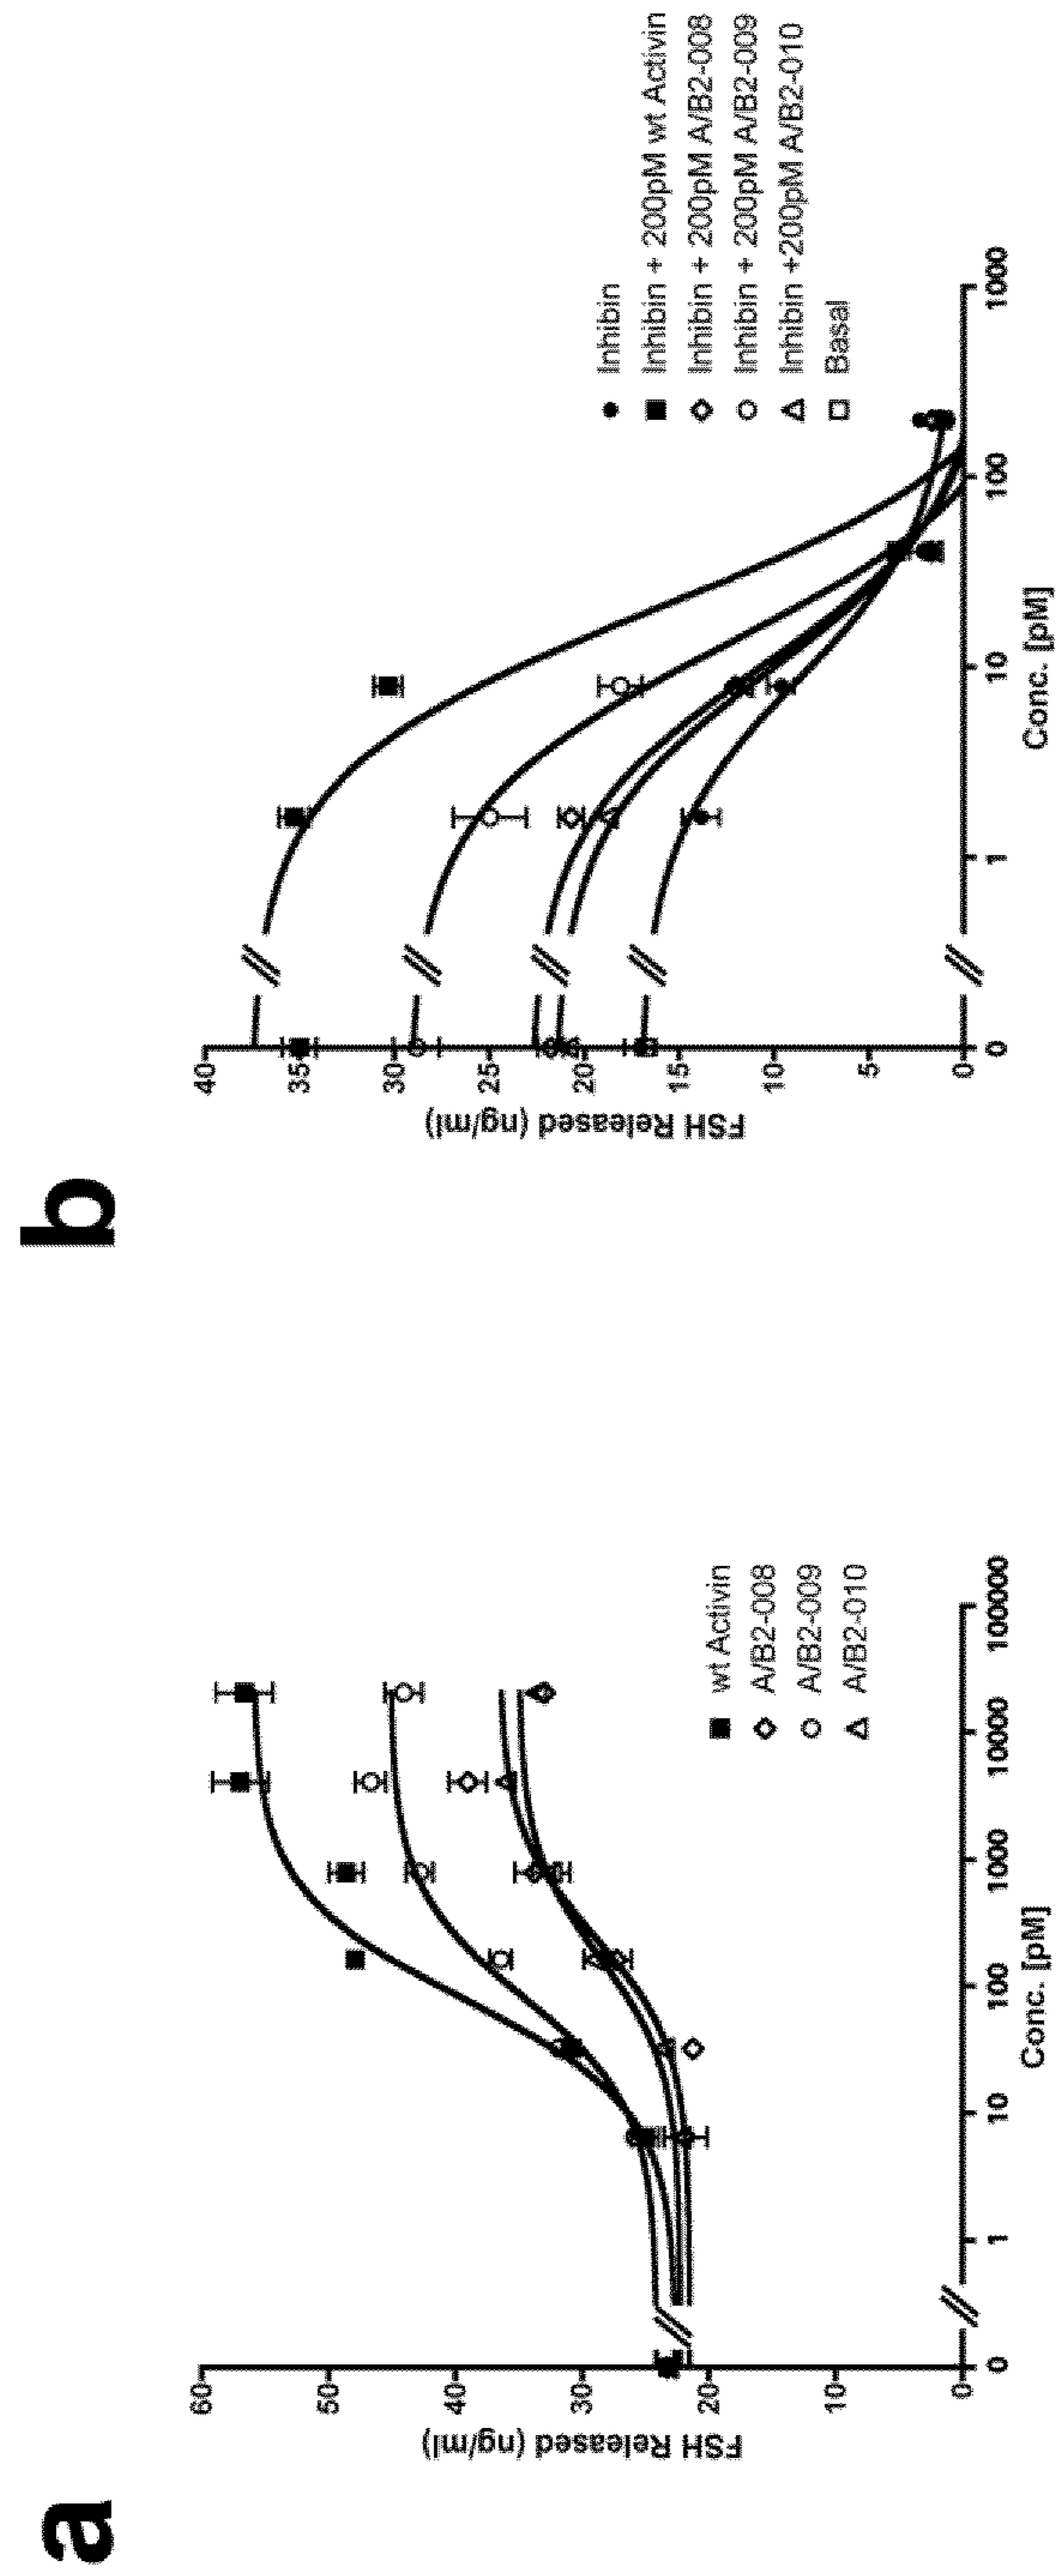 a
FSH Released (ng/ml)
60
50
40
30
20
10
0
0
1
10
100
1000
10000
100000
Conc. [pM]
wt Activin
A/B2-008
A/B2-009
A/B2-010
b
FSH Released (ng/ml)
40
35
30
25
20
15
10
5
0
0
1
10
100
1000
Conc. [pM]
Inhibin
Inhibin + 200pM wt Activin
Inhibin + 200pM A/B2-008
Inhibin + 200pM A/B2-009
Inhibin +200pM A/B2-010
Basal